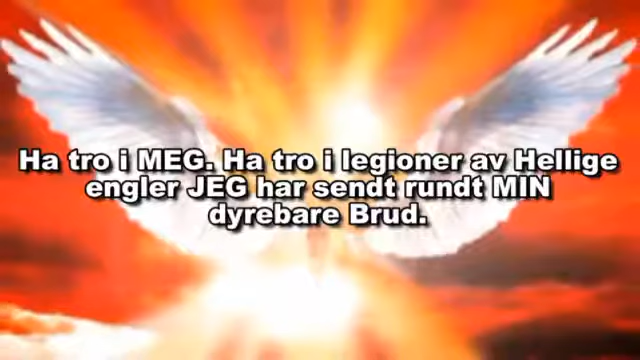 Ha tro i MEG. Ha tro i legioner av Hellige
engler JEG har sendt rundt MIN
dyrebare Brud.